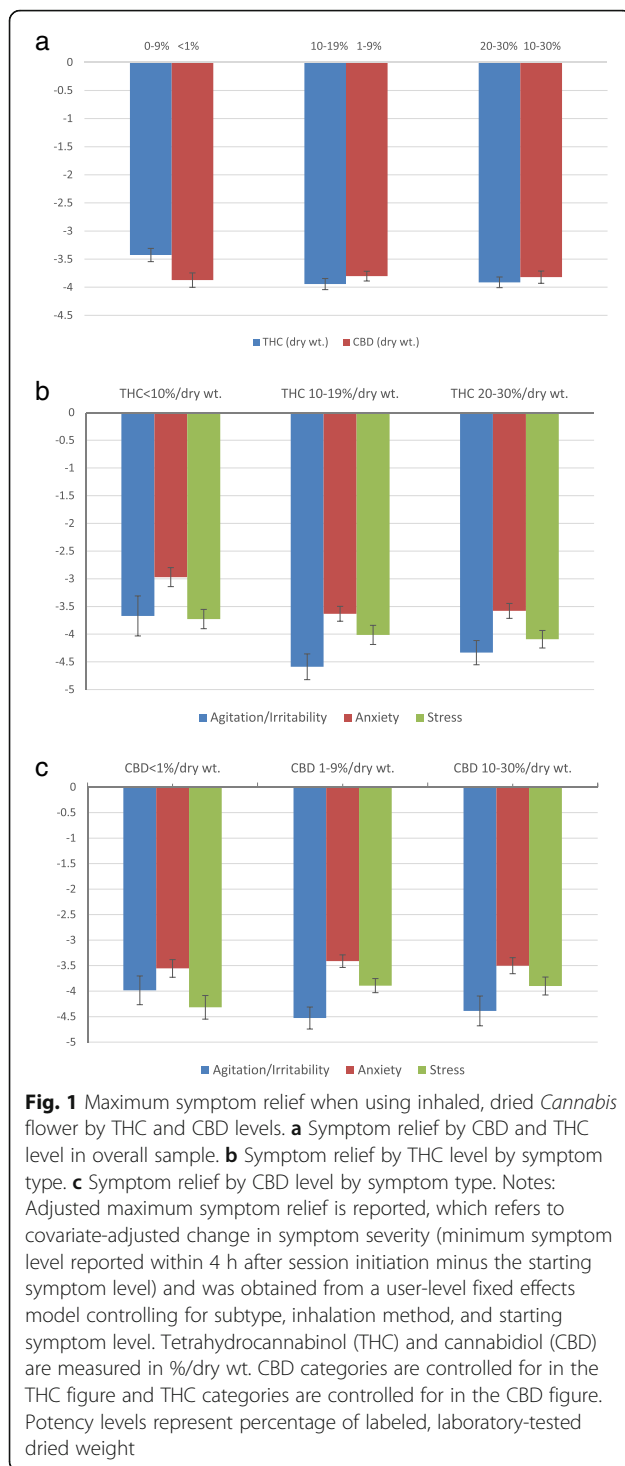 a
0-9% <1% 10-19% 1-9% 20-30% 10-30%
0
-0.5
-1
-1.5
-2
-2.5
-3
-3.5
-4
-4.5
THC (dry wt.) CBD (dry wt.)
b
THC<10%/dry wt. THC 10-19%/dry wt. THC 20-30%/dry wt.
0
-0.5
-1
-1.5
-2
-2.5
-3
-3.5
-4
-4.5
-5
Agitation/Irritability Anxiety Stress
c
CBD<1%/dry wt. CBD 1-9%/dry wt. CBD 10-30%/dry wt.
0
-0.5
-1
-1.5
-2
-2.5
-3
-3.5
-4
-4.5
-5
Agitation/Irritability Anxiety Stress
Fig. 1 Maximum symptom relief when using inhaled, dried Cannabis
flower by THC and CBD levels. a Symptom relief by CBD and THC
level in overall sample. b Symptom relief by THC level by symptom
type. c Symptom relief by CBD level by symptom type. Notes:
Adjusted maximum symptom relief is reported, which refers to
covariate-adjusted change in symptom severity (minimum symptom
level reported within 4 h after session initiation minus the starting
symptom level) and was obtained from a user-level fixed effects
model controlling for subtype, inhalation method, and starting
symptom level. Tetrahydrocannabinol (THC) and cannabidiol (CBD)
are measured in %/dry wt. CBD categories are controlled for in the
THC figure and THC categories are controlled for in the CBD figure.
Potency levels represent percentage of labeled, laboratory-tested
dried weight